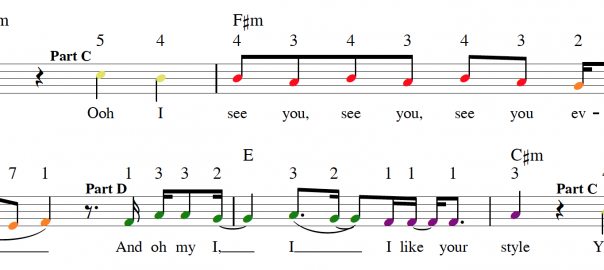 m F♯m
5 4 4 3 4 3 4 3 2
Part C
Ooh I see you, see you, see you ev -
E C♯m
7 1 1 3 3 2 3 2 1 1 1 3
Part D Part C
And oh my I,____ I____________ I like your style Y